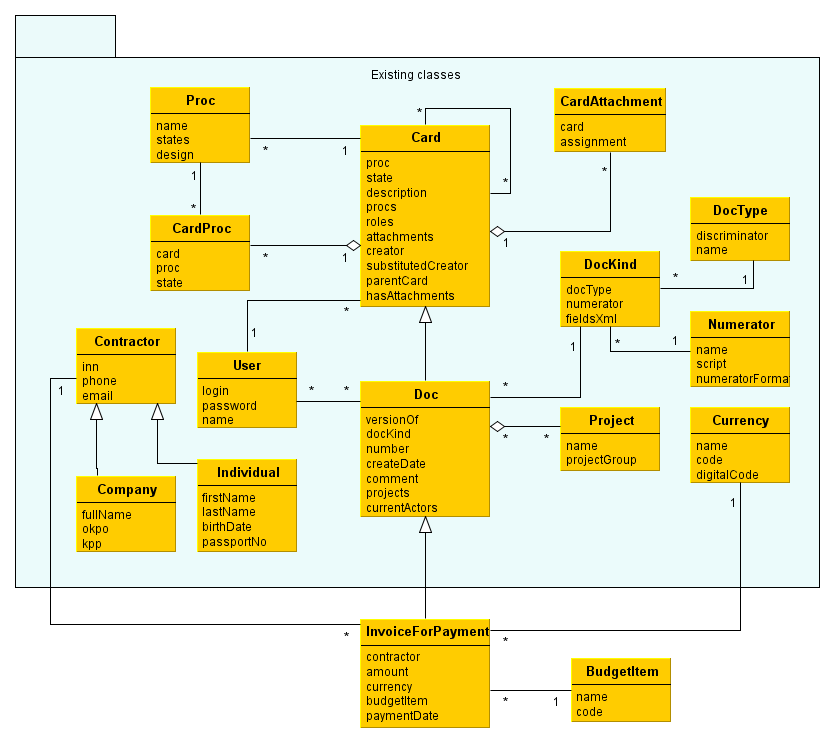 Existing classes
Proc
name
states
design
*
1
1
*
CardProc
card
proc
state
*
1
Card
proc
state
description
procs
roles
attachments
creator
substitutedCreator
parentCard
hasAttachments
*
*
CardAttachment
card
assignment
*
1
DocType
discriminator
name
*
1
DocKind
docType
numerator
fieldsXml
*
1
1
*
Numerator
name
script
numeratorForma
Contractor
inn
phone
email
1
*
1
User
login
password
name
*
*
Doc
versionOf
docKind
number
createDate
comment
projects
currentActors
*
*
Project
name
projectGroup
Currency
name
code
digitalCode
1
Company
fullName
okpo
kpp
Individual
firstName
lastName
birthDate
passportNo
*
InvoiceForPayment
contractor
amount
currency
budgetItem
paymentDate
*
*
1
BudgetItem
name
code